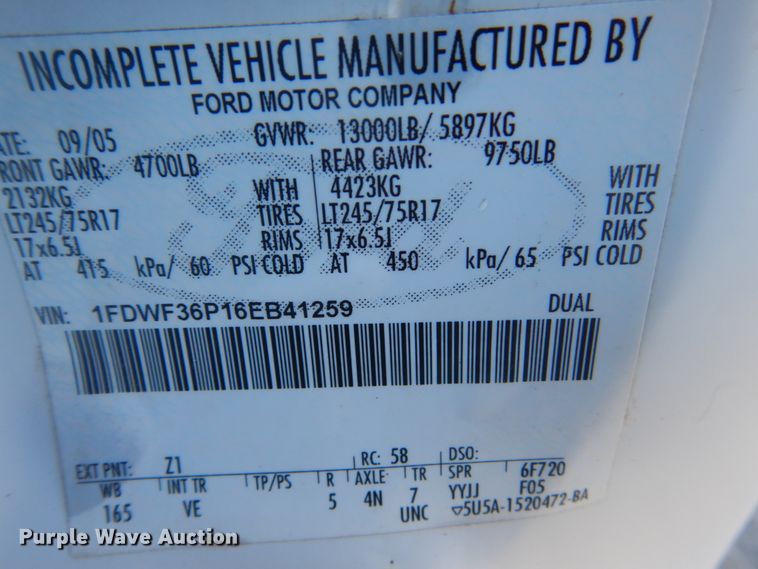 INCOMPLETE VEHICLE MANUFACTURED BY
FORD MOTOR COMPANY
ATE: 09/05 GVWR: 13000LB/ 5897KG
FRONT GAWR: 4700LB REAR GAWR: 9750LB
2132KG WITH 4423KG WITH
LT245/75R17 TIRES LT245/75R17 TIRES
17x6.5J RIMS 17x6.5J RIMS
AT 415 kPa/ 60 PSI COLD AT 450 kPa/ 65 PSI COLD
VIN: 1FDWF36P16EB41259 DUAL
EXT PNT: Z1 RC: 58 DSO:
WB INT TR TP/PS R AXLE TR SPR 6F720
165 VE 5 4N 7 YYJJ F05
UNC ▽5U5A-1520472-BA
Purple Wave Auction